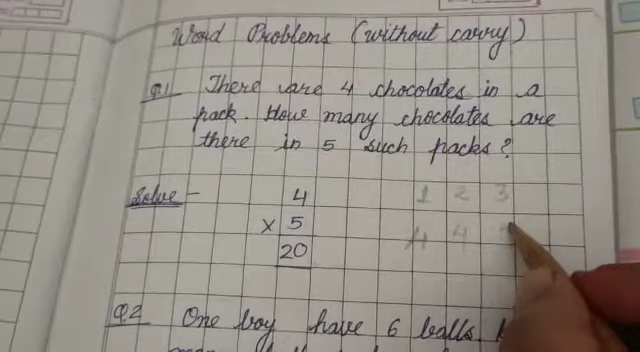 Word Problems (without carry)
Q1 There are 4 chocolates in a
pack. How many chocolates are
there in 5 such packs?
Solve – 4 1 2 3
x 5 4 4
20
Q2 One boy have 6 balls